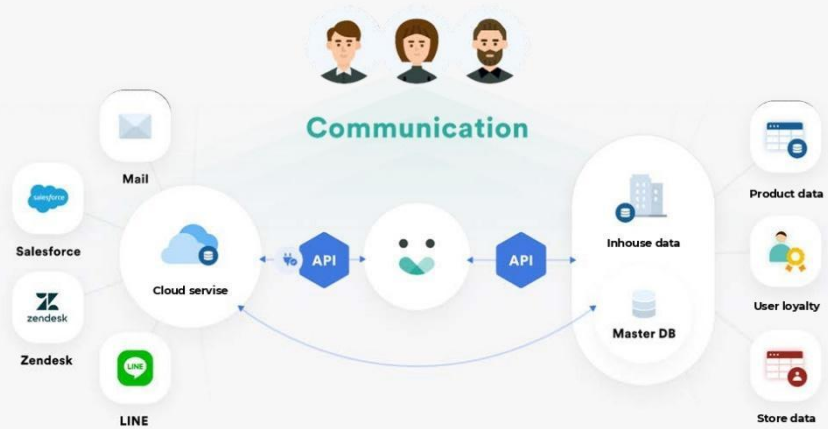 Communication
Mail
salesforce
Salesforce
Cloud servise
zendesk
Zendesk
LINE
LINE
API
API
Inhouse data
Master DB
Product data
User loyalty
Store data